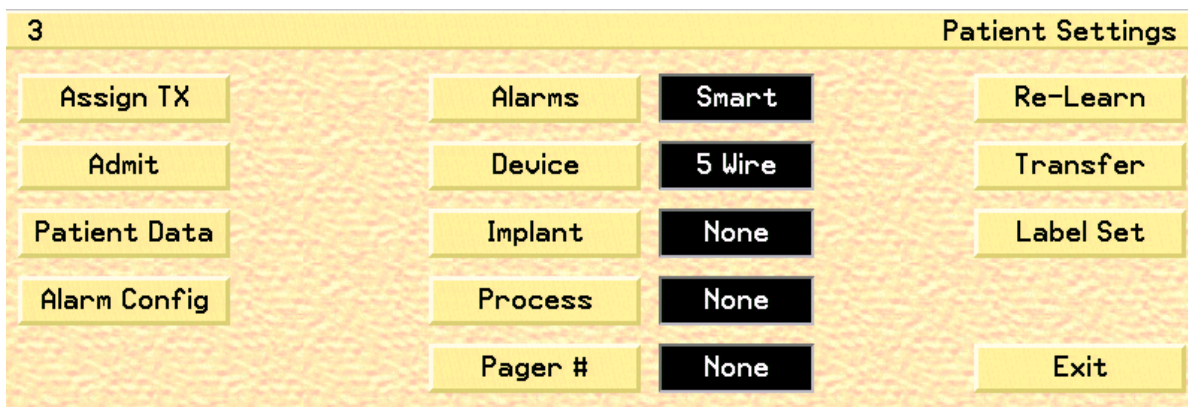 3 Patient Settings
Assign TX Alarms Smart Re-Learn
Admit Device 5 Wire Transfer
Patient Data Implant None Label Set
Alarm Config Process None
Pager # None Exit